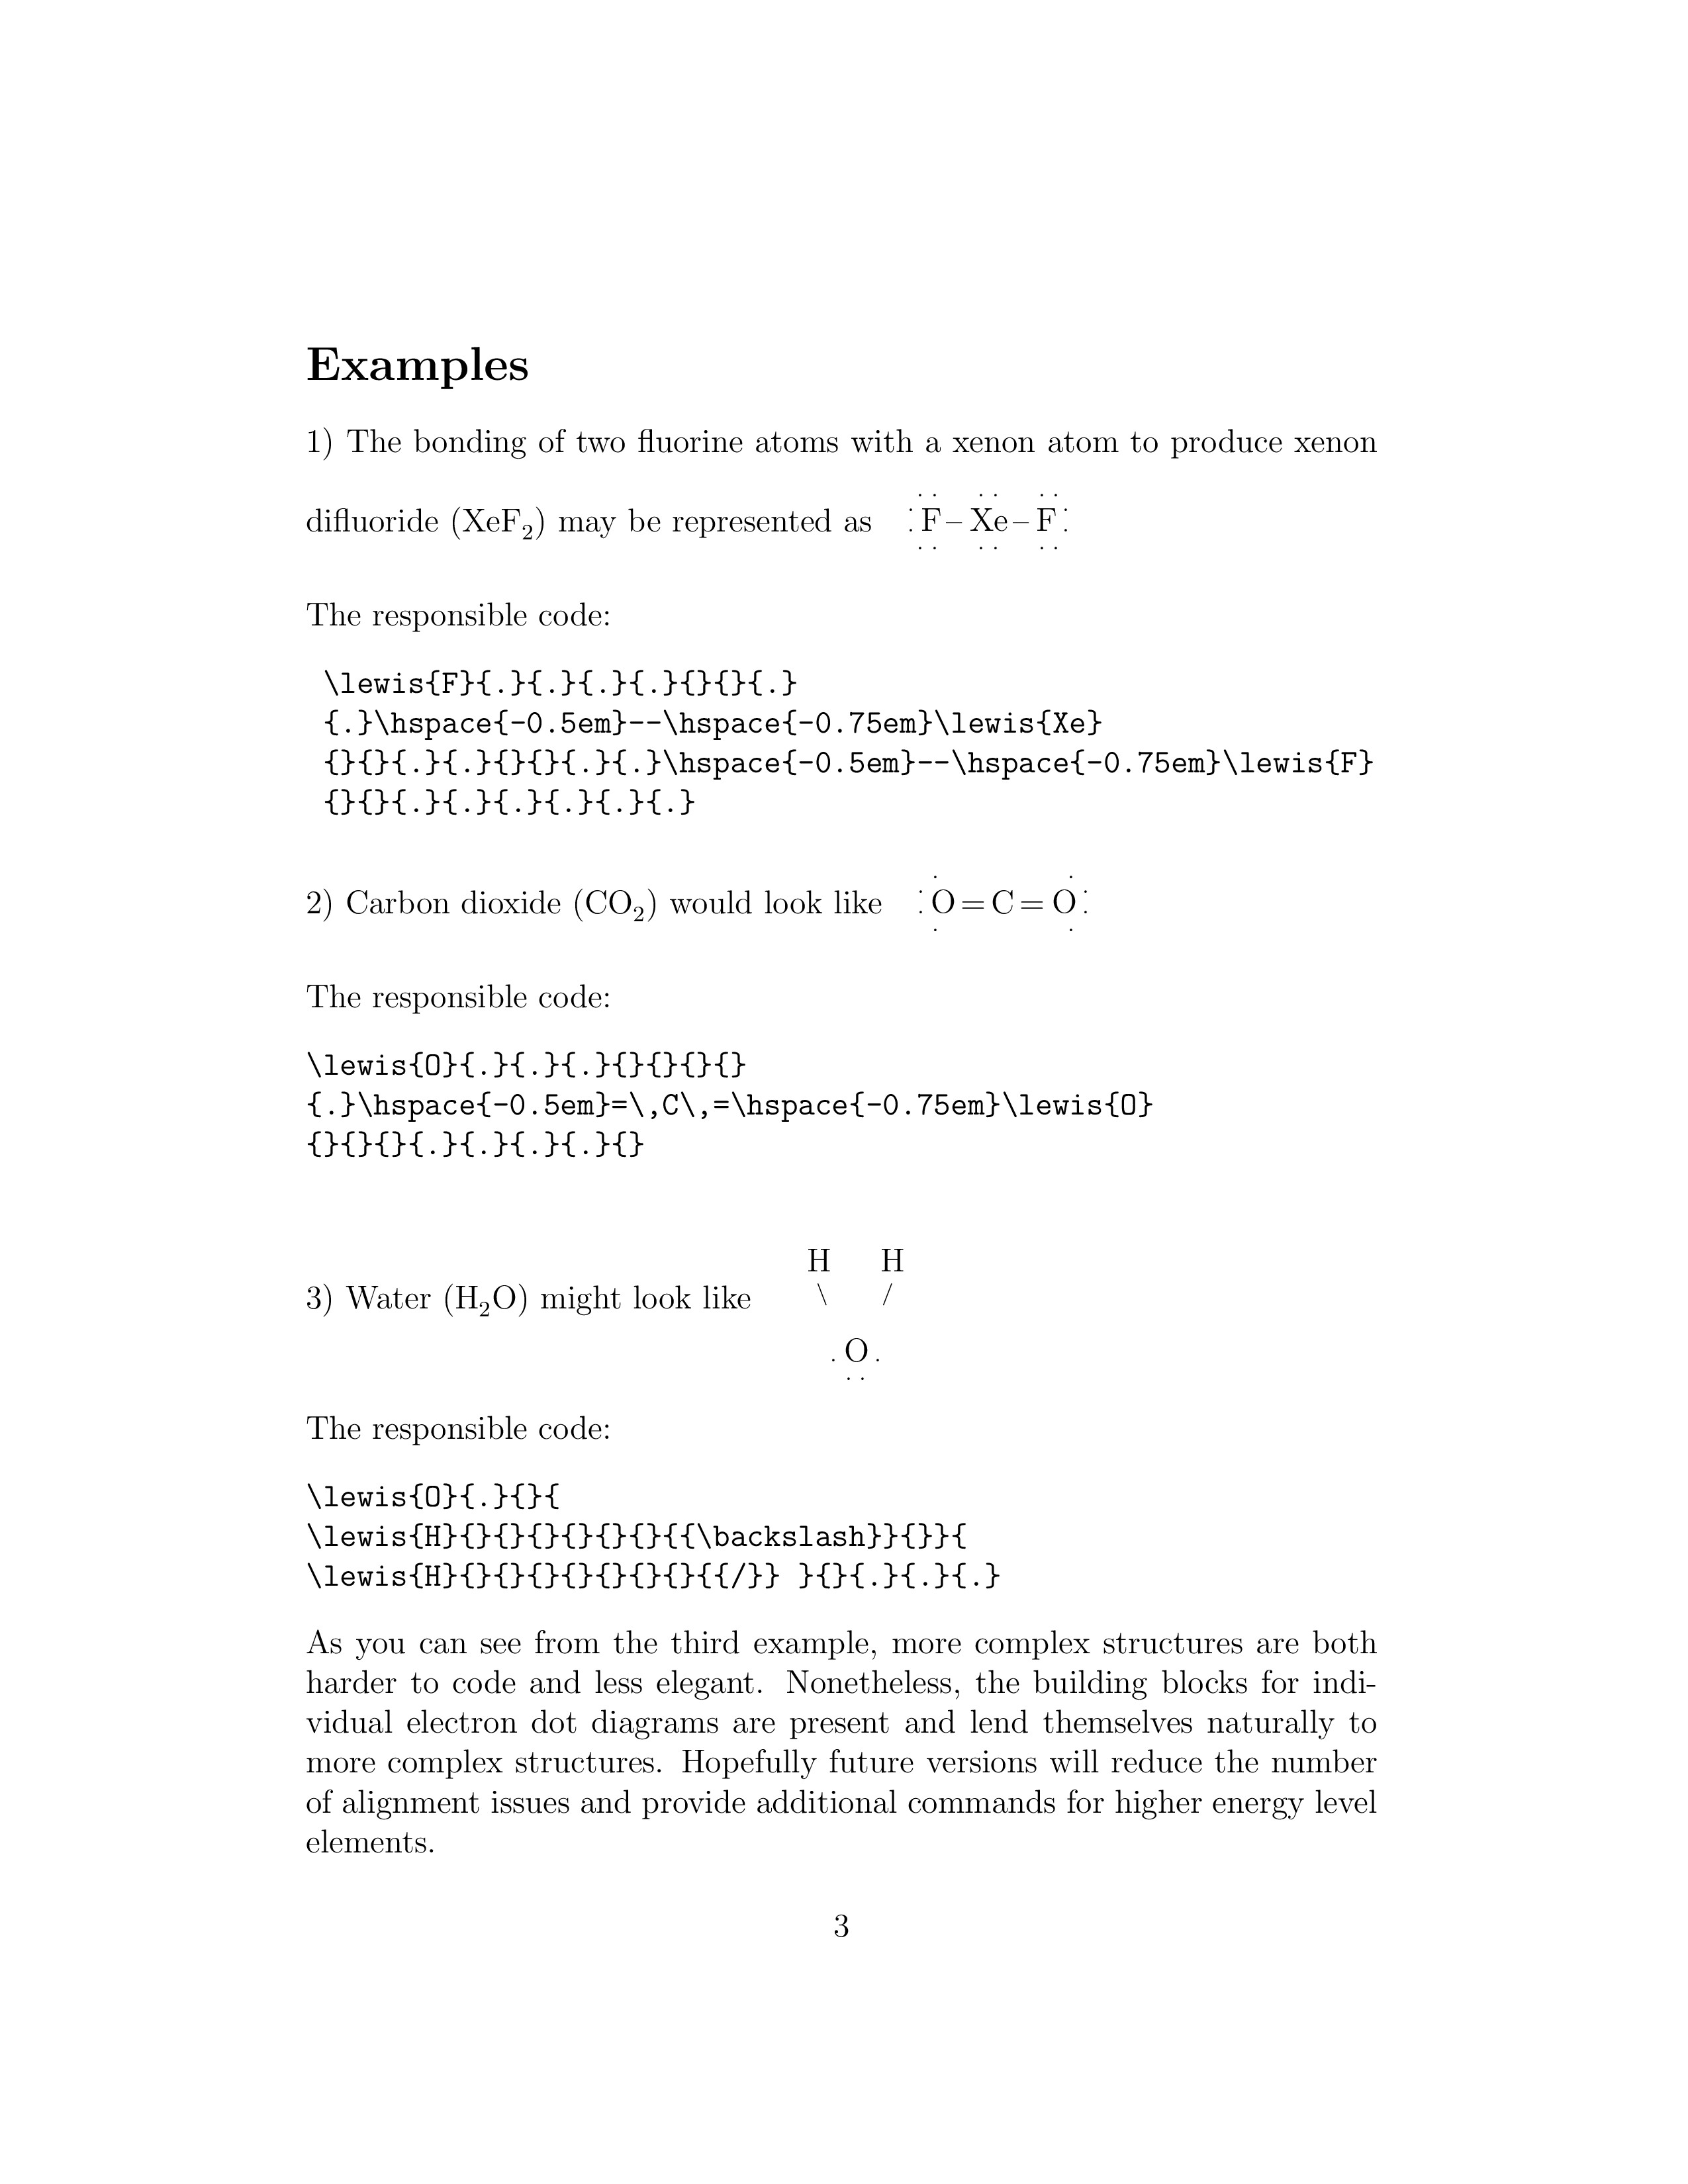 Examples
1) The bonding of two fluorine atoms with a xenon atom to produce xenon
difluoride (XeF₂) may be represented as :F–Xe–F:
The responsible code:
\lewis{F}{.}{.}{.}{.}{}{}{.}
{.}\hspace{-0.5em}--\hspace{-0.75em}\lewis{Xe}
{}{}{.}{.}{}{}{.}{.}\hspace{-0.5em}--\hspace{-0.75em}\lewis{F}
{}{}{.}{.}{.}{.}{.}{.}
2) Carbon dioxide (CO₂) would look like :O=C=O:
The responsible code:
\lewis{O}{.}{.}{.}{}{}{}{}
{.}\hspace{-0.5em}=\,C\,=\hspace{-0.75em}\lewis{O}
{}{}{}{.}{.}{.}{.}{}
H H
3) Water (H₂O) might look like \ /
. O .
. .
The responsible code:
\lewis{O}{.}{}{
\lewis{H}{}{}{}{}{}{}{{\backslash}}{}}{
\lewis{H}{}{}{}{}{}{}{}{{/}} }{}{.}{.}{.}
As you can see from the third example, more complex structures are both
harder to code and less elegant. Nonetheless, the building blocks for indi-
vidual electron dot diagrams are present and lend themselves naturally to
more complex structures. Hopefully future versions will reduce the number
of alignment issues and provide additional commands for higher energy level
elements.
3